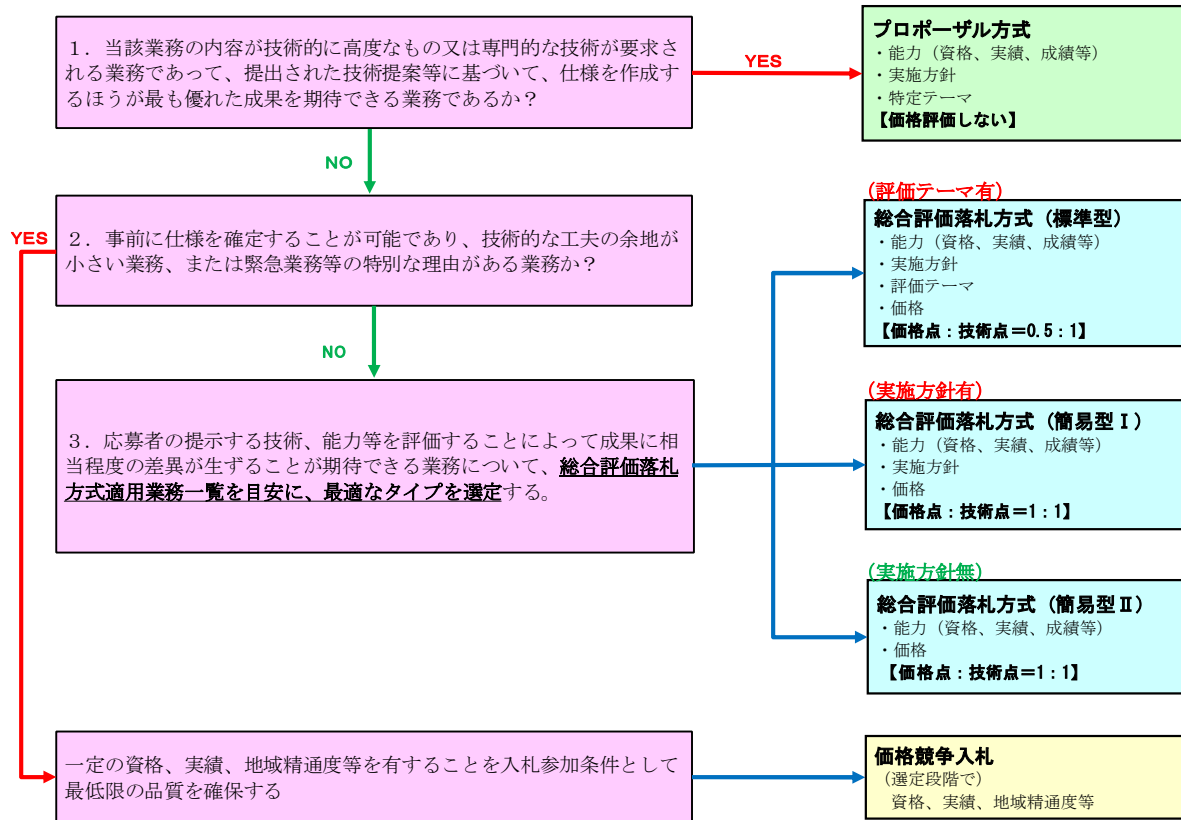 1.当該業務の内容が技術的に高度なもの又は専門的な技術が要求さ
れる業務であって、提出された技術提案等に基づいて、仕様を作成す
るほうが最も優れた成果を期待できる業務であるか?
YES
プロポーザル方式
・能力(資格、実績、成績等)
・実施方針
・特定テーマ
【価格評価しない】
NO
YES
2.事前に仕様を確定することが可能であり、技術的な工夫の余地が
小さい業務、または緊急業務等の特別な理由がある業務か?
(評価テーマ有)
総合評価落札方式(標準型)
・能力(資格、実績、成績等)
・実施方針
・評価テーマ
・価格
【価格点:技術点=0.5:1】
NO
3.応募者の提示する技術、能力等を評価することによって成果に相
当程度の差異が生ずることが期待できる業務について、総合評価落札
方式適用業務一覧を目安に、最適なタイプを選定する。
(実施方針有)
総合評価落札方式(簡易型Ⅰ)
・能力(資格、実績、成績等)
・実施方針
・価格
【価格点:技術点=1:1】
(実施方針無)
総合評価落札方式(簡易型Ⅱ)
・能力(資格、実績、成績等)
・価格
【価格点:技術点=1:1】
一定の資格、実績、地域精通度等を有することを入札参加条件として
最低限の品質を確保する
価格競争入札
(選定段階で)
資格、実績、地域精通度等